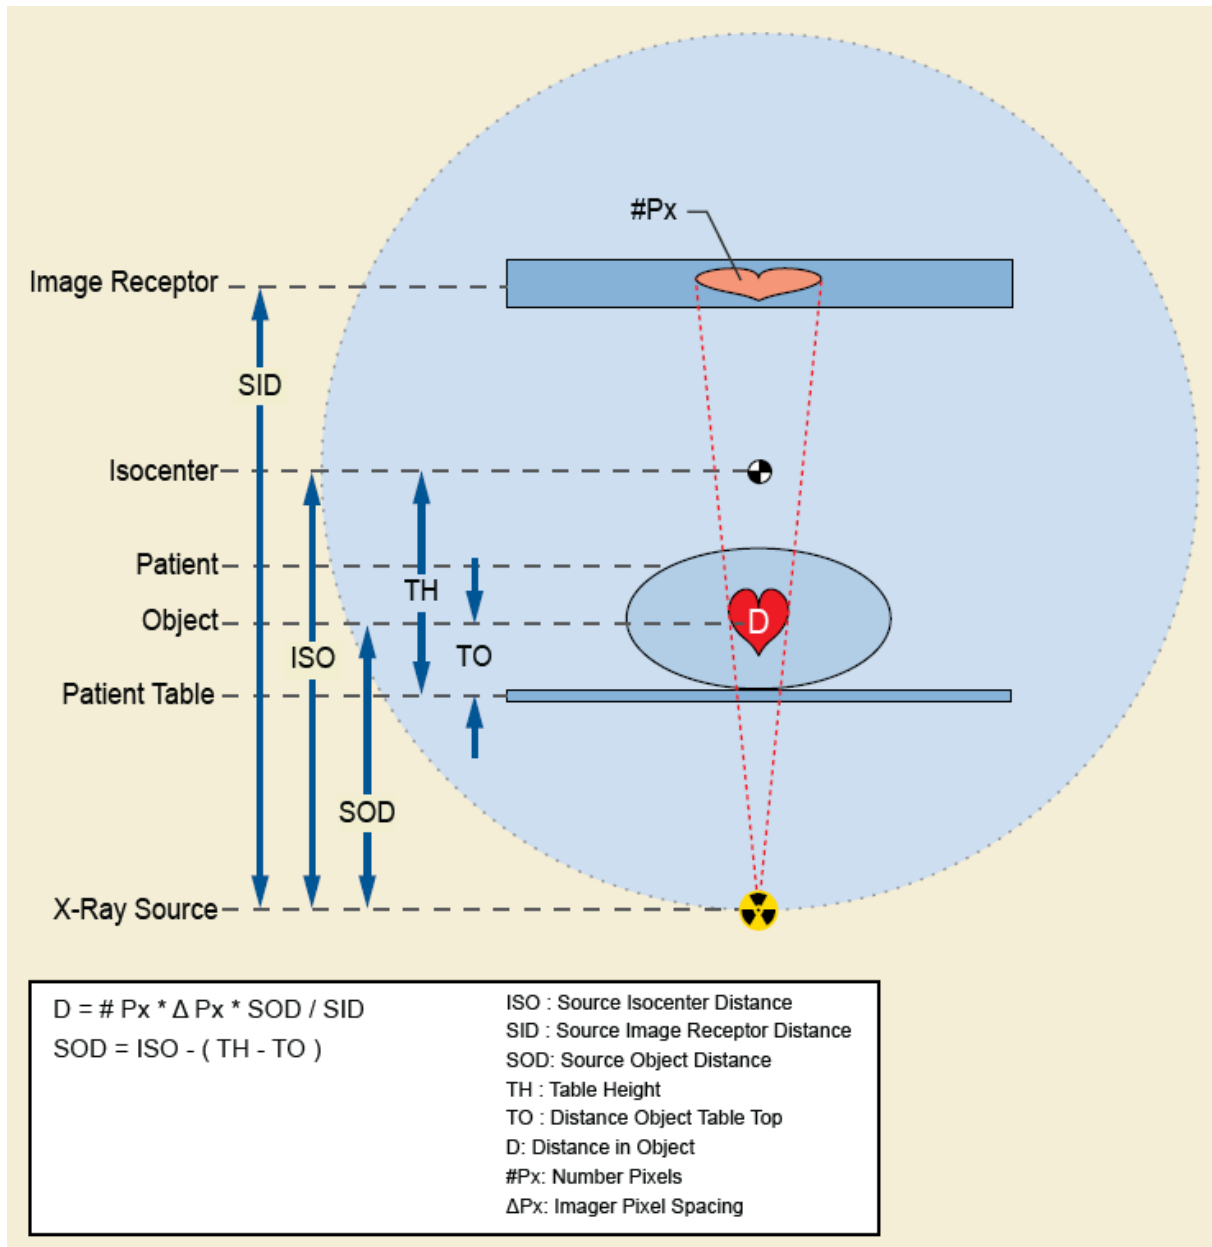 #Px
Image Receptor
SID
Isocenter
Patient
TH
Object
D
ISO
TO
Patient Table
SOD
X-Ray Source
D = # Px * Δ Px * SOD / SID
SOD = ISO - ( TH - TO )
ISO : Source Isocenter Distance
SID : Source Image Receptor Distance
SOD: Source Object Distance
TH : Table Height
TO : Distance Object Table Top
D: Distance in Object
#Px: Number Pixels
ΔPx: Imager Pixel Spacing